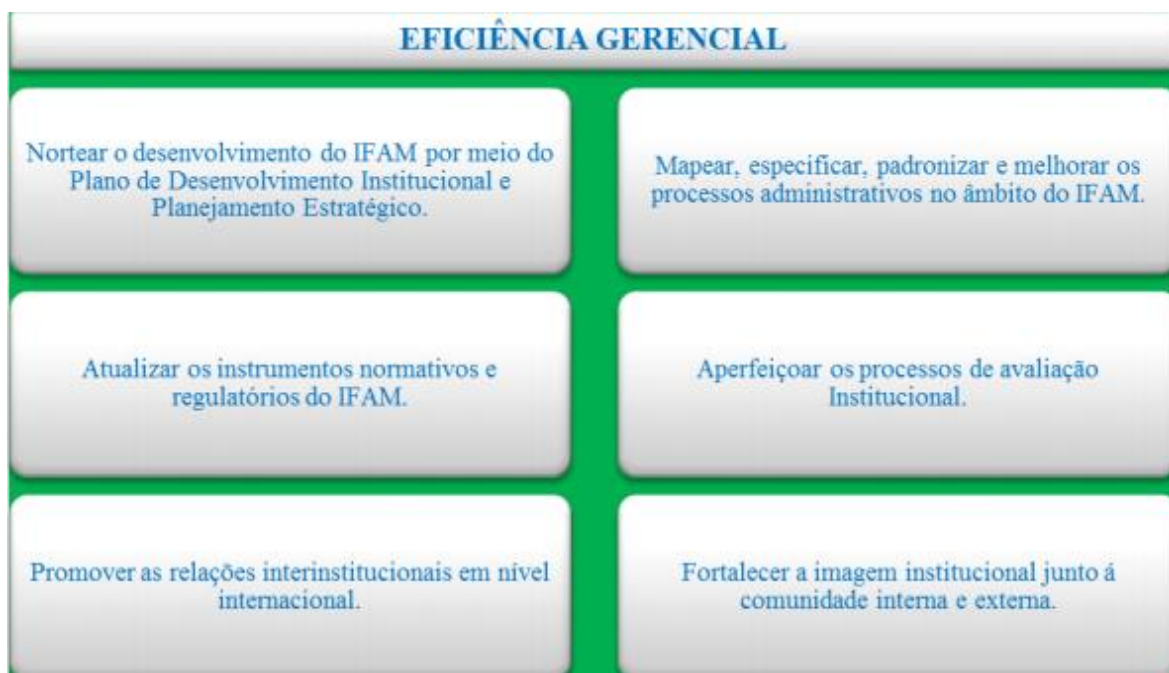 EFICIÊNCIA GERENCIAL
Nortear o desenvolvimento do IFAM por meio do
Plano de Desenvolvimento Institucional e
Planejamento Estratégico.
Mapear, especificar, padronizar e melhorar os
processos administrativos no âmbito do IFAM.
Atualizar os instrumentos normativos e
regulatórios do IFAM.
Aperfeiçoar os processos de avaliação
Institucional.
Promover as relações interinstitucionais em nível
internacional.
Fortalecer a imagem institucional junto á
comunidade interna e externa.